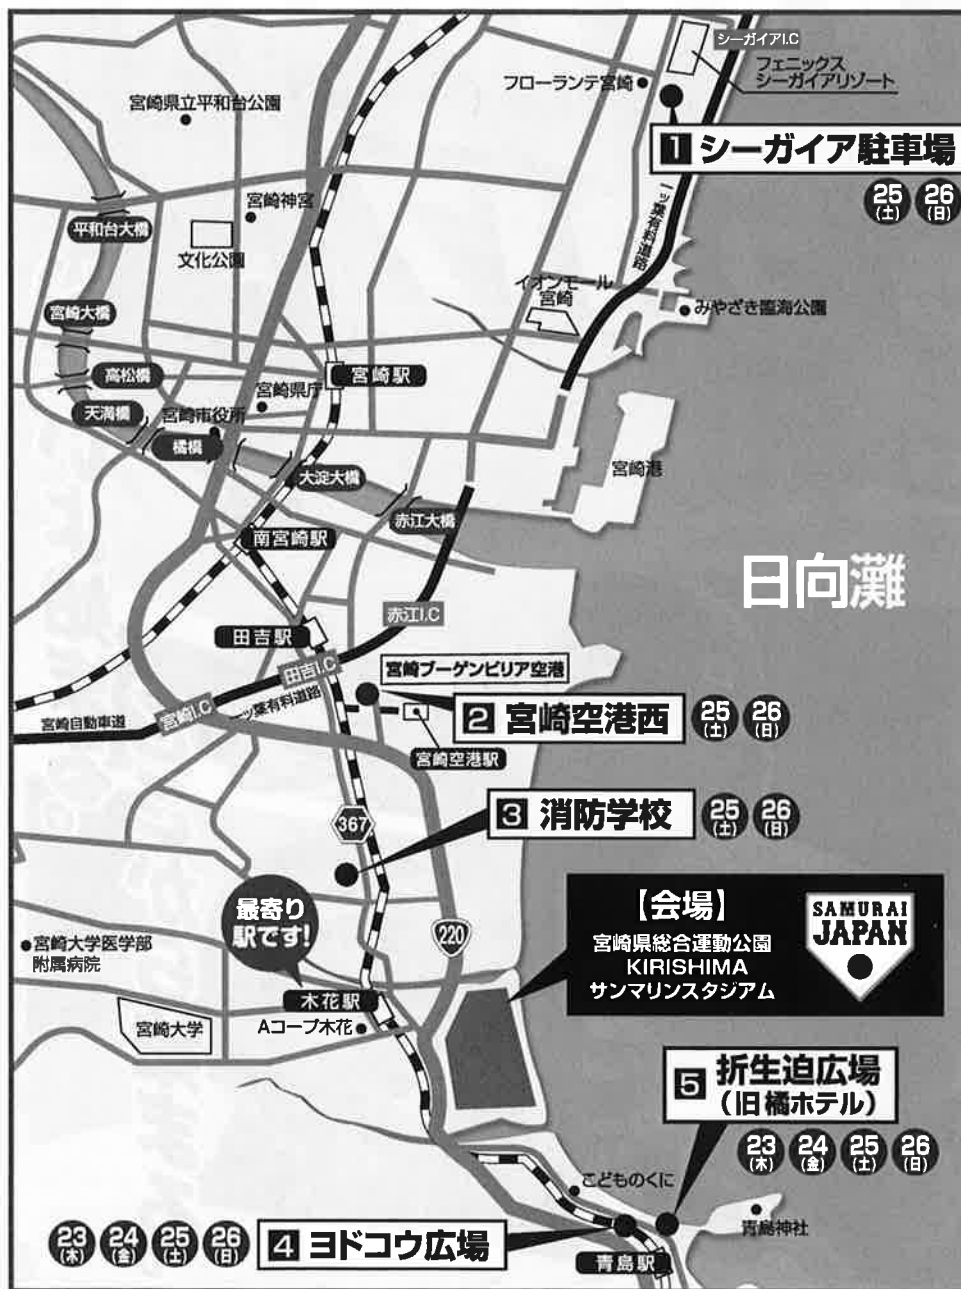 シーガイアI.C
フェニックス
シーガイアリゾート
フローランテ宮崎
宮崎県立平和台公園
1 シーガイア駐車場
25(土) 26(日)
宮崎神宮
平和台大橋
文化公園
一ッ葉有料道路
イオンモール
宮崎
みやざき臨海公園
宮崎大橋
高松橋
宮崎駅
宮崎県庁
天満橋
宮崎市役所
橘橋
大淀大橋
宮崎港
赤江大橋
南宮崎駅
日向灘
赤江I.C
田吉駅
田吉I.C
宮崎ブーゲンビリア空港
宮崎I.C
一ッ葉有料道路
宮崎自動車道
2 宮崎空港西
25(土) 26(日)
宮崎空港駅
3 消防学校
25(土) 26(日)
367
最寄り
駅です!
220
【会場】
宮崎県総合運動公園
KIRISHIMA
サンマリンスタジアム
SAMURAI
JAPAN
宮崎大学医学部
附属病院
木花駅
Aコープ木花
宮崎大学
5 折生迫広場
(旧橘ホテル)
23(木) 24(金) 25(土) 26(日)
こどものくに
青島神社
23(木) 24(金) 25(土) 26(日)
4 ヨドコウ広場
青島駅